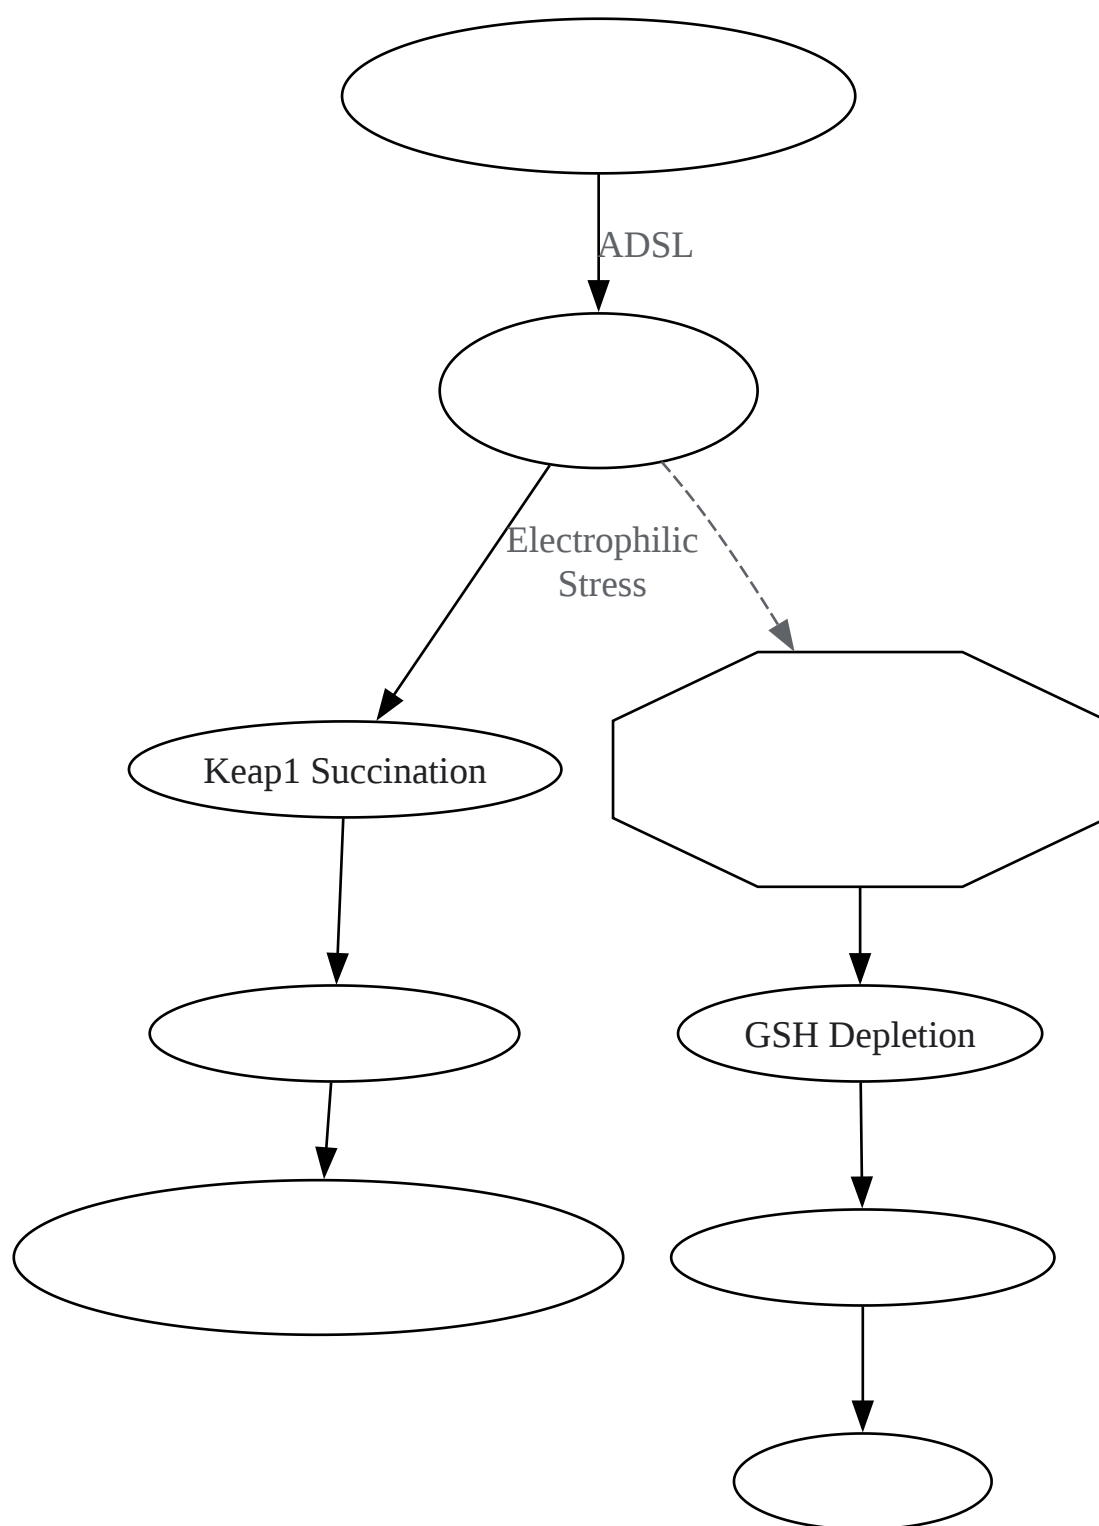 ADSL
Electrophilic
Stress
Keap1 Succination
GSH Depletion